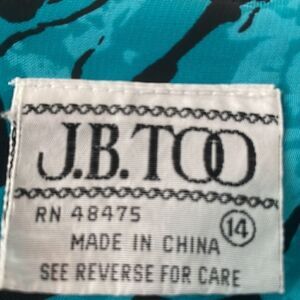 J.B.TOO
RN 48475
MADE IN CHINA 14
SEE REVERSE FOR CARE